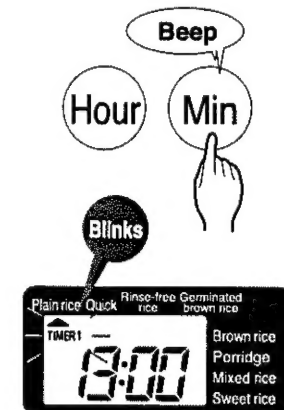 Beep
Hour Min
Blinks
Plain rice Quick Rinse-free rice Germinated brown rice
TIMER1
Brown rice
19:00
Porridge
Mixed rice
Sweet rice